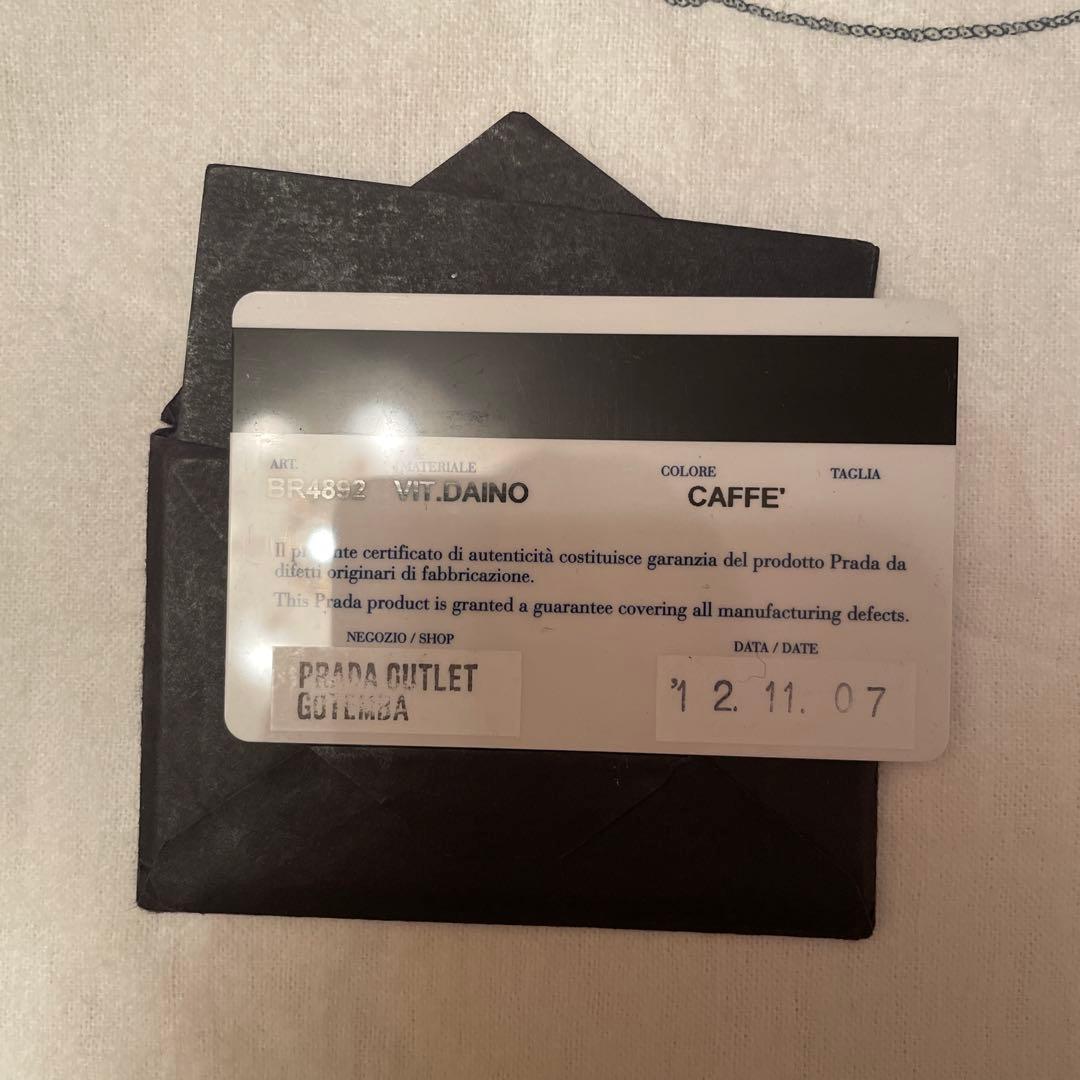 ART. MATERIALE COLORE TAGLIA
BR4892 VIT.DAINO CAFFE'
Il presente certificato di autenticità costituisce garanzia del prodotto Prada da
difetti originari di fabbricazione.
This Prada product is granted a guarantee covering all manufacturing defects.
NEGOZIO / SHOP DATA / DATE
PRADA OUTLET
GOTEMBA
'12. 11. 07